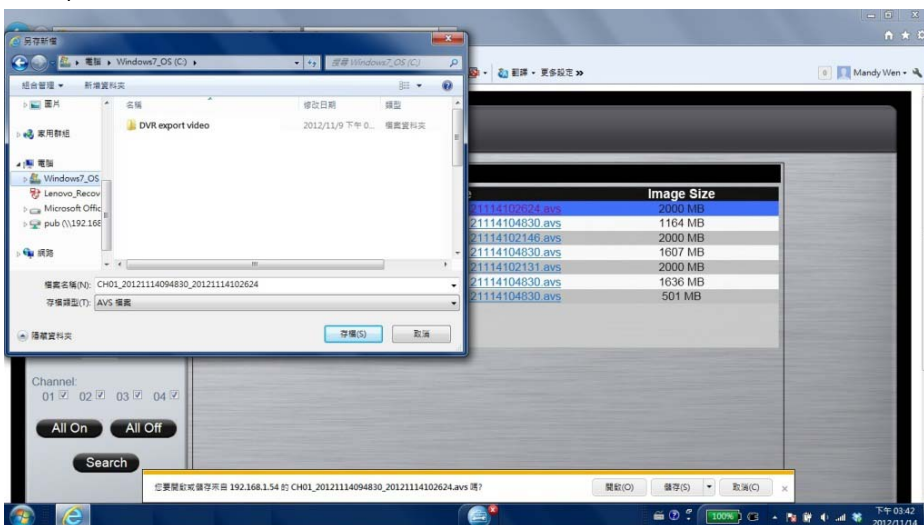 另存新檔
電腦 ▸ Windows7_OS (C:) ▸
搜尋 Windows7_OS (C:)
組合管理 ▾ 新增資料夾
圖片
家用群組
電腦
Windows7_OS
Lenovo_Recov
Microsoft Offic
pub (\\192.168
網路
名稱 修改日期 類型
DVR export video 2012/11/9 下午 0... 檔案資料夾
檔案名稱(N): CH01_20121114094830_20121114102624
存檔類型(T): AVS 檔案
隱藏資料夾 存檔(S) 取消
翻譯 ▾ 更多設定 »
Mandy Wen ▾
Image Size
21114102624.avs 2000 MB
21114104830.avs 1164 MB
21114102146.avs 2000 MB
21114104830.avs 1607 MB
21114102131.avs 2000 MB
21114104830.avs 1636 MB
21114104830.avs 501 MB
Channel:
01 02 03 04
All On All Off
Search
您要開啟或儲存來自 192.168.1.54 的 CH01_20121114094830_20121114102624.avs 嗎?
開啟(O) 儲存(S) 取消(C) ×
100%
下午 03:42
2012/11/14